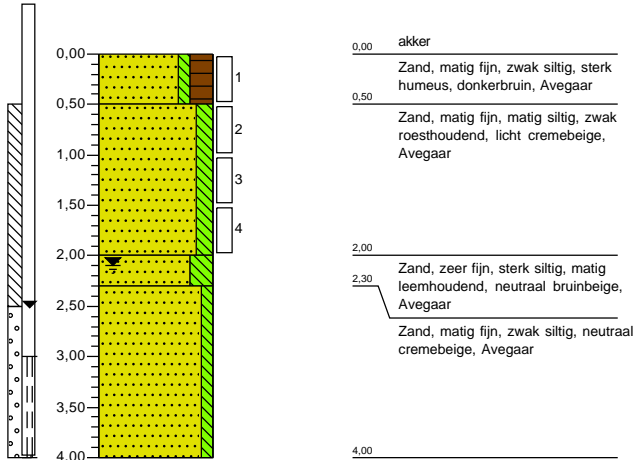 0,00
0,50
1,00
1,50
2,00
2,50
3,00
3,50
4,00
1
2
3
4
0,00 akker
Zand, matig fijn, zwak siltig, sterk
humeus, donkerbruin, Avegaar
0,50
Zand, matig fijn, matig siltig, zwak
roesthoudend, licht cremebeige,
Avegaar
2,00
Zand, zeer fijn, sterk siltig, matig
leemhoudend, neutraal bruinbeige,
Avegaar
2,30
Zand, matig fijn, zwak siltig, neutraal
cremebeige, Avegaar
4,00